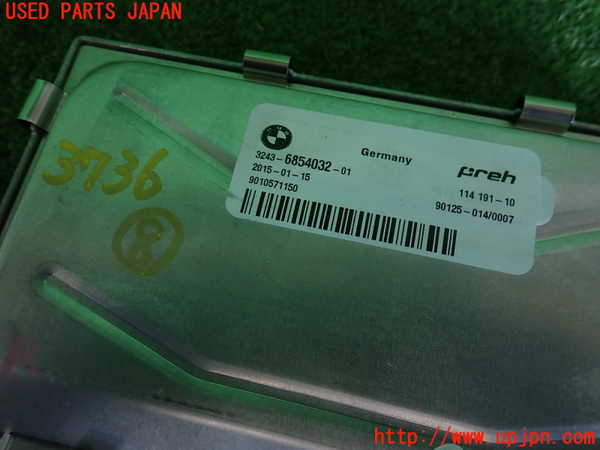 USED PARTS JAPAN
3736
8
R
BMW
Germany
3243-6854032-01
2015-01-15
9010571150
preh
114 191-10
90125-014/0007
http://www.upjpn.com